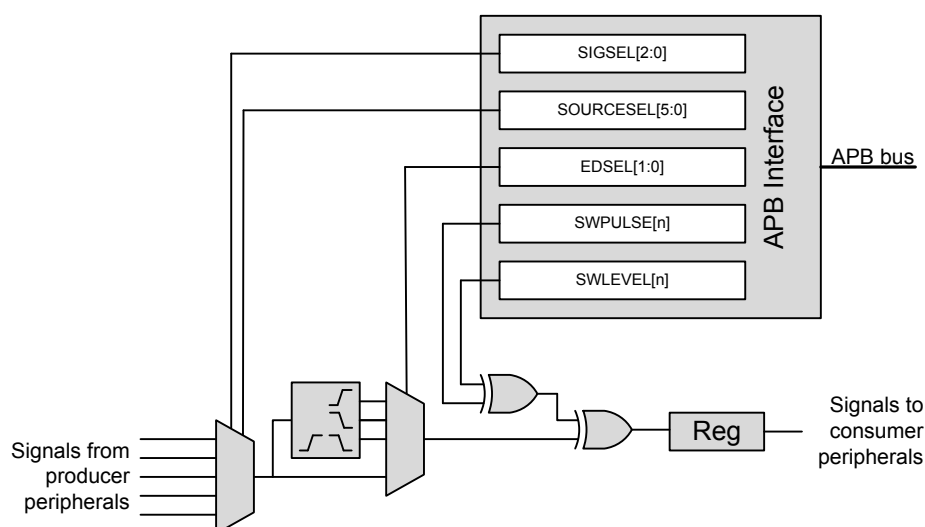 SIGSEL[2:0]
SOURCESEL[5:0]
EDSEL[1:0]
SWPULSE[n]
SWLEVEL[n]
APB Interface
APB bus
Signals from
producer
peripherals
Reg
Signals to
consumer
peripherals